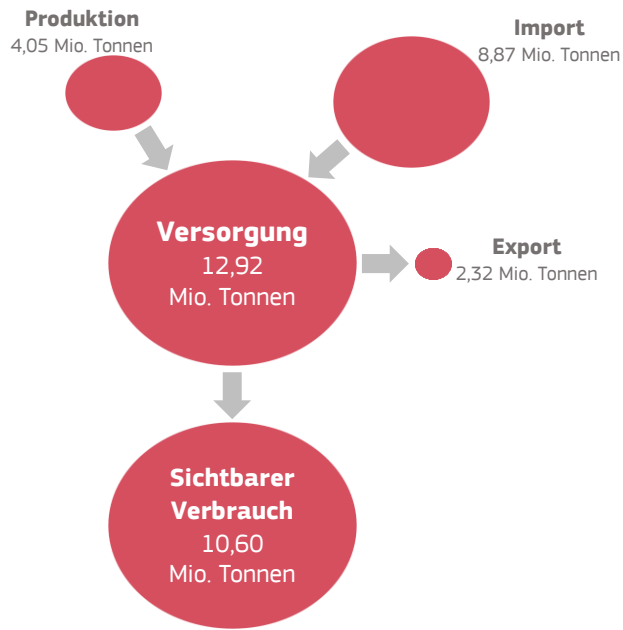 Produktion
4,05 Mio. Tonnen
Import
8,87 Mio. Tonnen
Versorgung
12,92
Mio. Tonnen
Export
2,32 Mio. Tonnen
Sichtbarer
Verbrauch
10,60
Mio. Tonnen